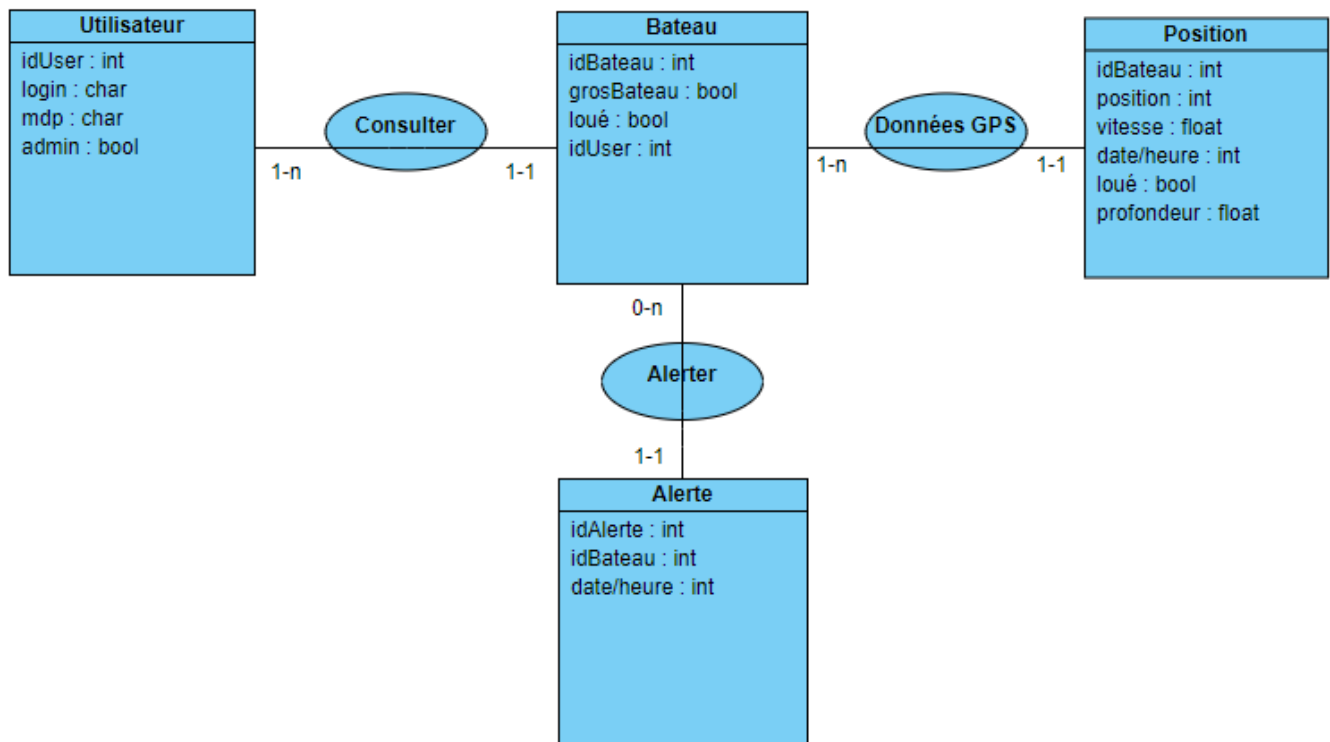 Utilisateur
idUser : int
login : char
mdp : char
admin : bool
Consulter
1-n
1-1
Bateau
idBateau : int
grosBateau : bool
loué : bool
idUser : int
Données GPS
1-n
1-1
Position
idBateau : int
position : int
vitesse : float
date/heure : int
loué : bool
profondeur : float
0-n
Alerter
1-1
Alerte
idAlerte : int
idBateau : int
date/heure : int